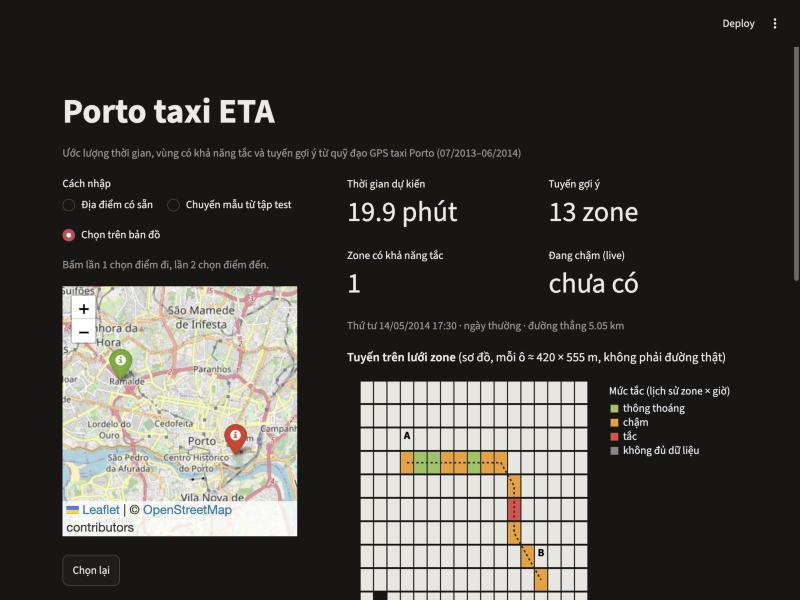 Deploy
Porto taxi ETA
Ước lượng thời gian, vùng có khả năng tắc và tuyến gợi ý từ quỹ đạo GPS taxi Porto (07/2013–06/2014)
Cách nhập
Địa điểm có sẵn
Chuyến mẫu từ tập test
Chọn trên bản đồ
Bấm lần 1 chọn điểm đi, lần 2 chọn điểm đến.
+
−
São Mamede
de Infesta
Hora
Ramalde
Lordelo do
Ouro
Cedofeita
Porto
Campanh
São Pedro
da Afurada
Centro Histórico
do Porto
Vila Nova de
Leaflet | © OpenStreetMap
contributors
Chọn lại
Thời gian dự kiến
19.9 phút
Tuyến gợi ý
13 zone
Zone có khả năng tắc
1
Đang chậm (live)
chưa có
Thứ tư 14/05/2014 17:30 · ngày thường · đường thẳng 5.05 km
Tuyến trên lưới zone (sơ đồ, mỗi ô ≈ 420 × 555 m, không phải đường thật)
A
B
Mức tắc (lịch sử zone × giờ)
thông thoáng
chậm
tắc
không đủ dữ liệu